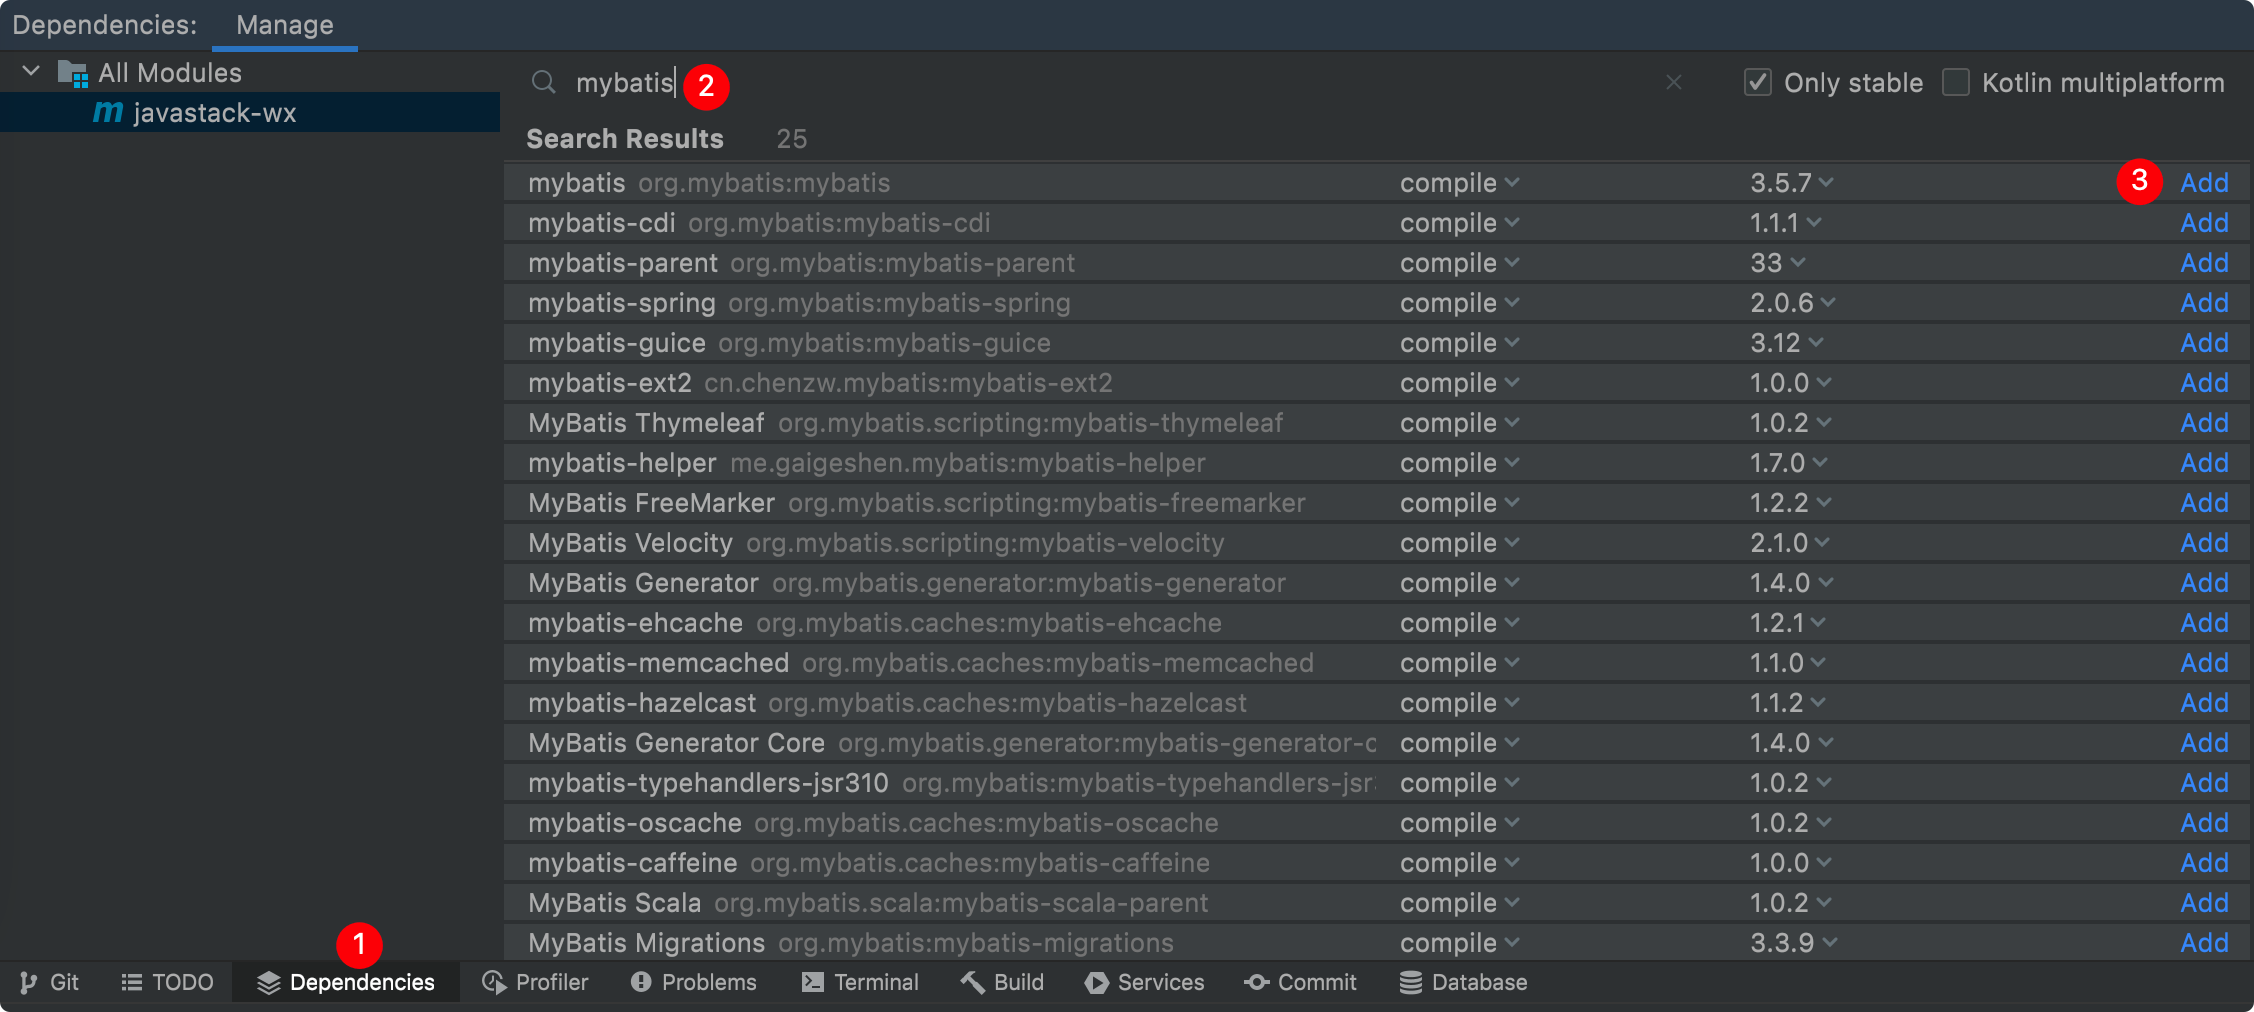 Dependencies: Manage
All Modules
javastack-wx
mybatis 2 Only stable Kotlin multiplatform
Search Results 25
mybatis org.mybatis:mybatis compile 3.5.7 3 Add
mybatis-cdi org.mybatis:mybatis-cdi compile 1.1.1 Add
mybatis-parent org.mybatis:mybatis-parent compile 33 Add
mybatis-spring org.mybatis:mybatis-spring compile 2.0.6 Add
mybatis-guice org.mybatis:mybatis-guice compile 3.12 Add
mybatis-ext2 cn.chenzw.mybatis:mybatis-ext2 compile 1.0.0 Add
MyBatis Thymeleaf org.mybatis.scripting:mybatis-thymeleaf compile 1.0.2 Add
mybatis-helper me.gaigeshen.mybatis:mybatis-helper compile 1.7.0 Add
MyBatis FreeMarker org.mybatis.scripting:mybatis-freemarker compile 1.2.2 Add
MyBatis Velocity org.mybatis.scripting:mybatis-velocity compile 2.1.0 Add
MyBatis Generator org.mybatis.generator:mybatis-generator compile 1.4.0 Add
mybatis-ehcache org.mybatis.caches:mybatis-ehcache compile 1.2.1 Add
mybatis-memcached org.mybatis.caches:mybatis-memcached compile 1.1.0 Add
mybatis-hazelcast org.mybatis.caches:mybatis-hazelcast compile 1.1.2 Add
MyBatis Generator Core org.mybatis.generator:mybatis-generator-c compile 1.4.0 Add
mybatis-typehandlers-jsr310 org.mybatis:mybatis-typehandlers-jsr compile 1.0.2 Add
mybatis-oscache org.mybatis.caches:mybatis-oscache compile 1.0.2 Add
mybatis-caffeine org.mybatis.caches:mybatis-caffeine compile 1.0.0 Add
MyBatis Scala org.mybatis.scala:mybatis-scala-parent compile 1.0.2 Add
MyBatis Migrations org.mybatis:mybatis-migrations compile 3.3.9 Add
1
Git TODO Dependencies Profiler Problems Terminal Build Services Commit Database